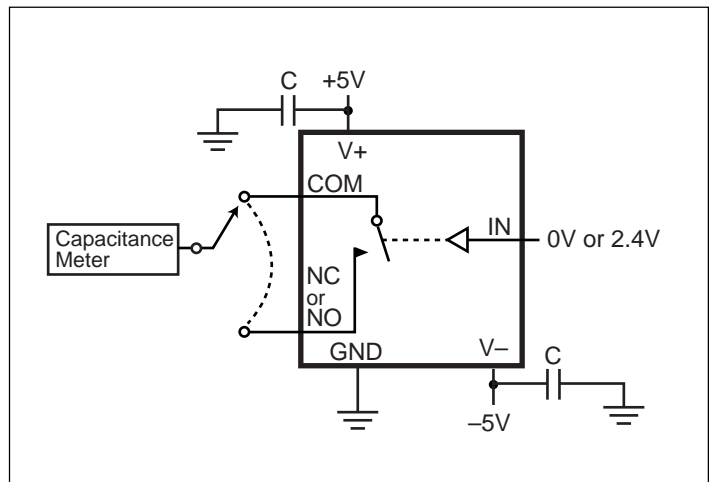 C +5V
V+
COM
Capacitance
Meter
IN
0V or 2.4V
NC
or
NO
GND
V–
C
–5V